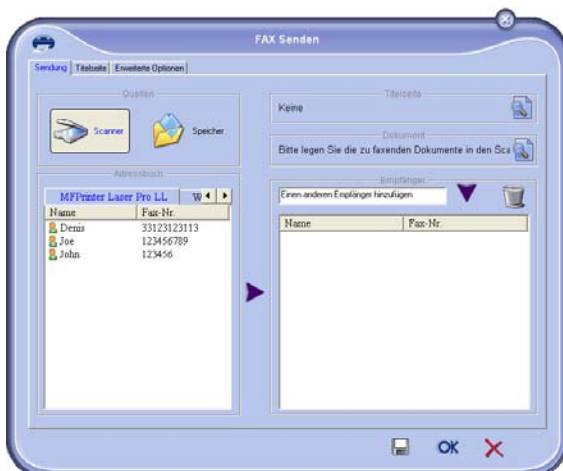 FAX Senden
Sendung Titelseite Erweiterte Optionen
Quellen
Scanner Speicher
Titelseite
Keine
Dokument
Bitte legen Sie die zu faxenden Dokumente in den Sca
Adressbuch
MFPrinter Laser Pro LL W
Name Fax-Nr.
Denis 33123123113
Joe 123456789
John 123456
Empfänger
Einen anderen Empfänger hinzufügen
Name Fax-Nr.
OK